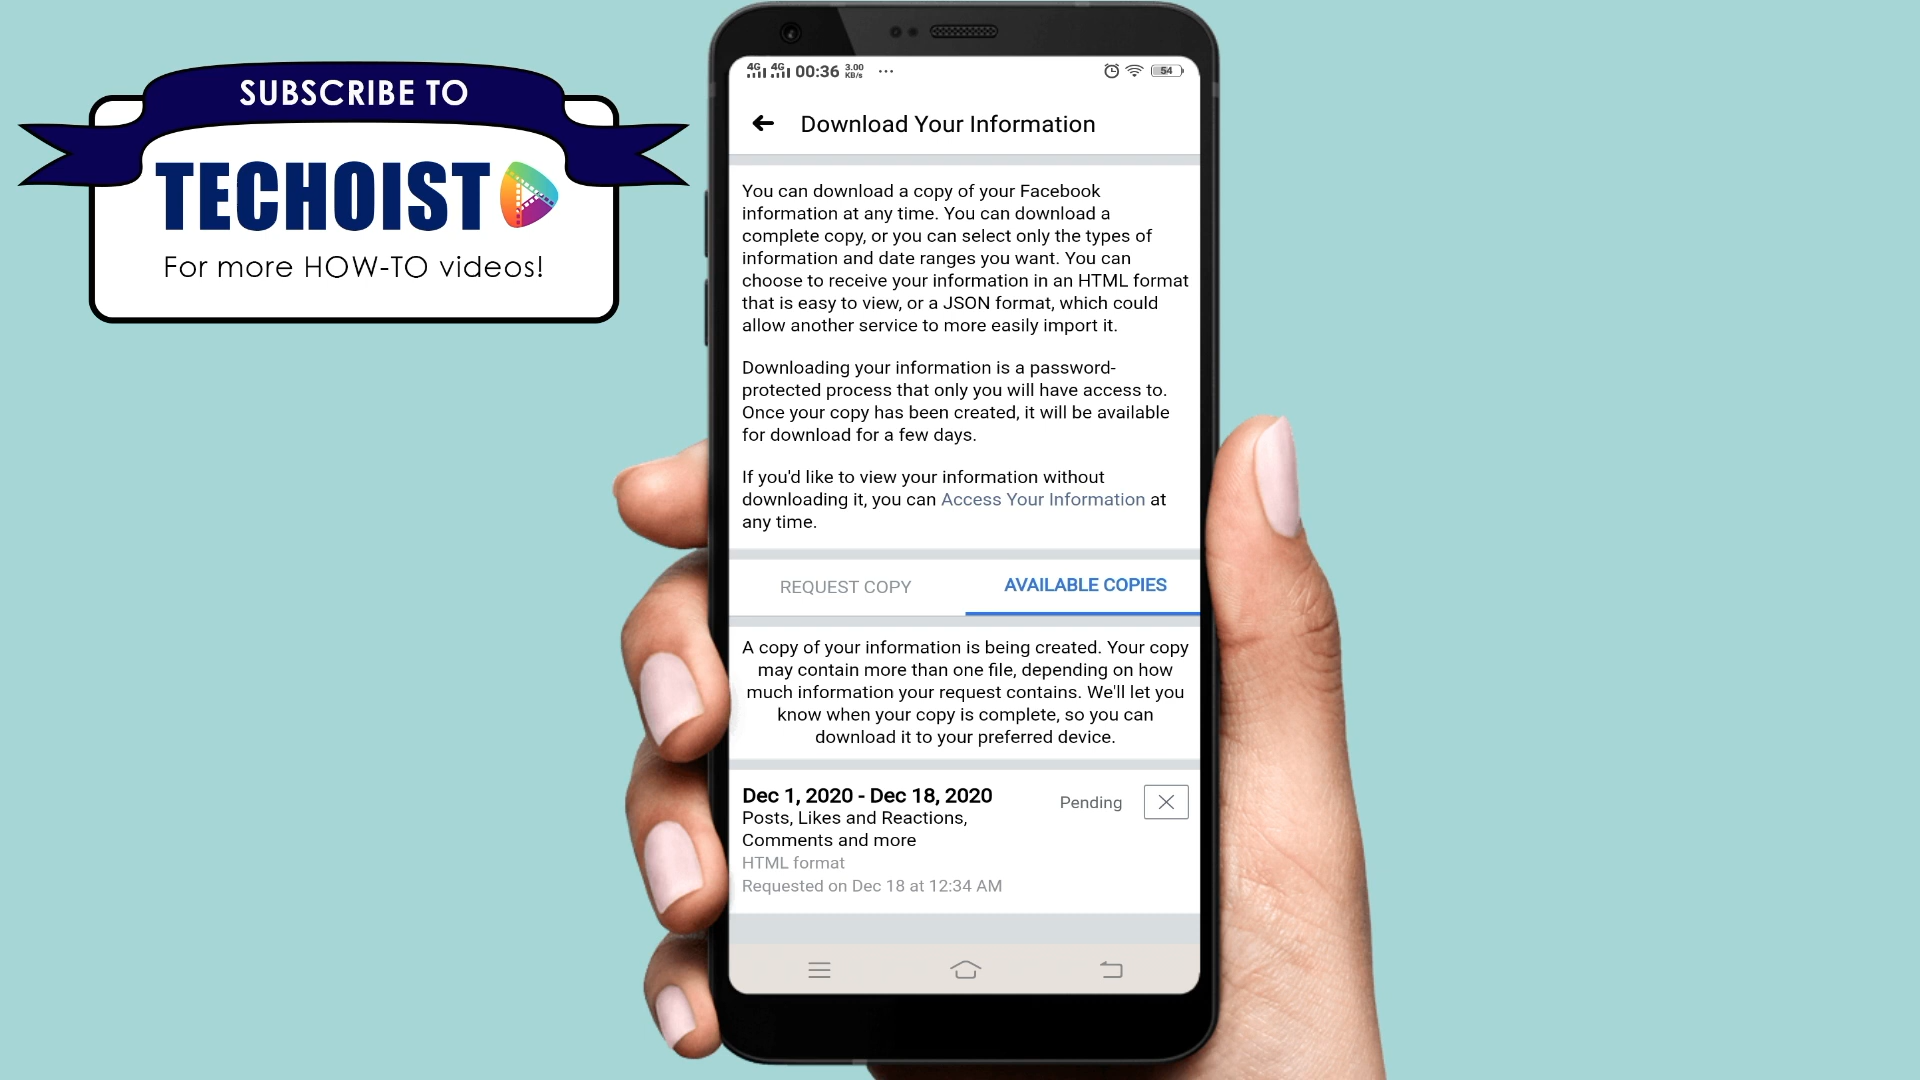 SUBSCRIBE TO
TECHOIST
For more HOW-TO videos!
4G 4G 00:36 3.00 KB/s ... 54
Download Your Information
You can download a copy of your Facebook
information at any time. You can download a
complete copy, or you can select only the types of
information and date ranges you want. You can
choose to receive your information in an HTML format
that is easy to view, or a JSON format, which could
allow another service to more easily import it.
Downloading your information is a password-
protected process that only you will have access to.
Once your copy has been created, it will be available
for download for a few days.
If you'd like to view your information without
downloading it, you can Access Your Information at
any time.
REQUEST COPY AVAILABLE COPIES
A copy of your information is being created. Your copy
may contain more than one file, depending on how
much information your request contains. We'll let you
know when your copy is complete, so you can
download it to your preferred device.
Dec 1, 2020 - Dec 18, 2020 Pending
Posts, Likes and Reactions,
Comments and more
HTML format
Requested on Dec 18 at 12:34 AM